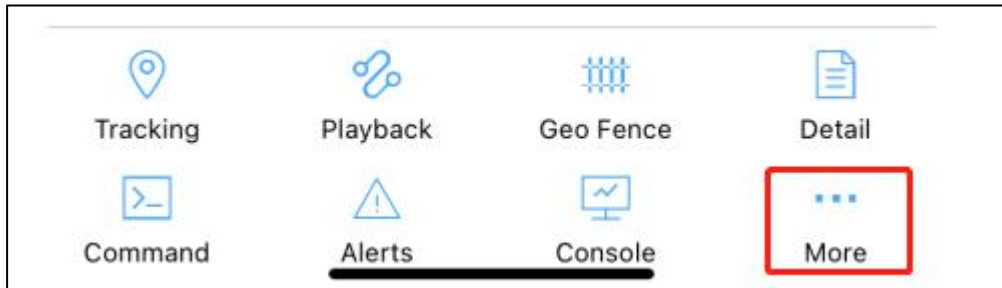 Tracking Playback Geo Fence Detail
Command Alerts Console More